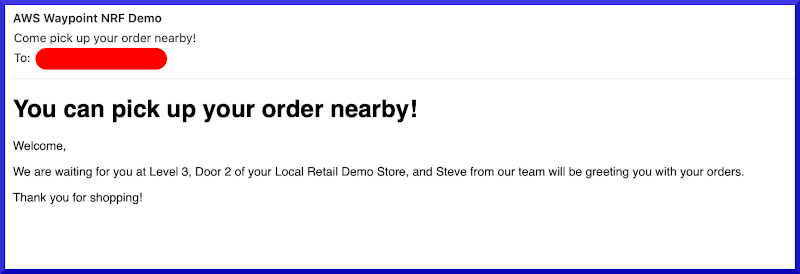 AWS Waypoint NRF Demo
Come pick up your order nearby!
To:
You can pick up your order nearby!
Welcome,
We are waiting for you at Level 3, Door 2 of your Local Retail Demo Store, and Steve from our team will be greeting you with your orders.
Thank you for shopping!